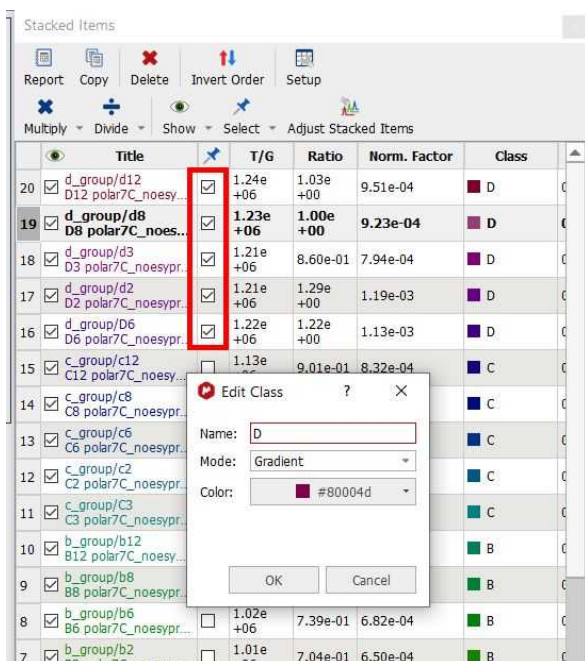 Stacked Items
Report Copy Delete Invert Order Setup
Multiply Divide Show Select Adjust Stacked Items
Title T/G Ratio Norm. Factor Class
20 d_group/d12 1.24e 1.03e 9.51e-04 D
D12 polar7C_noesy... +06 +00
19 d_group/d8 1.23e 1.00e 9.23e-04 D
D8 polar7C_noes... +06 +00
18 d_group/d3 1.21e 8.60e-01 7.94e-04 D
D3 polar7C_noesypr... +06
17 d_group/d2 1.21e 1.29e 1.19e-03 D
D2 polar7C_noesypr... +06 +00
16 d_group/D6 1.22e 1.22e 1.13e-03 D
D6 polar7C_noesypr... +06 +00
15 c_group/c12 1.13e 9.01e-01 8.32e-04 C
C12 polar7C_noesy...
14 c_group/c8 C
C8 polar7C_noesypr...
13 c_group/c6 C
C6 polar7C_noesypr...
12 c_group/c2 C
C2 polar7C_noesypr...
11 c_group/C3 C
C3 polar7C_noesypr...
10 b_group/b12 B
B12 polar7C_noesy...
9 b_group/b8 B
B8 polar7C_noesypr...
8 b_group/b6 1.02e 7.39e-01 6.82e-04 B
B6 polar7C_noesypr... +06
7 b_group/b2 1.01e 7.04e-01 6.50e-04 B
Edit Class ? X
Name: D
Mode: Gradient
Color: #80004d
OK Cancel